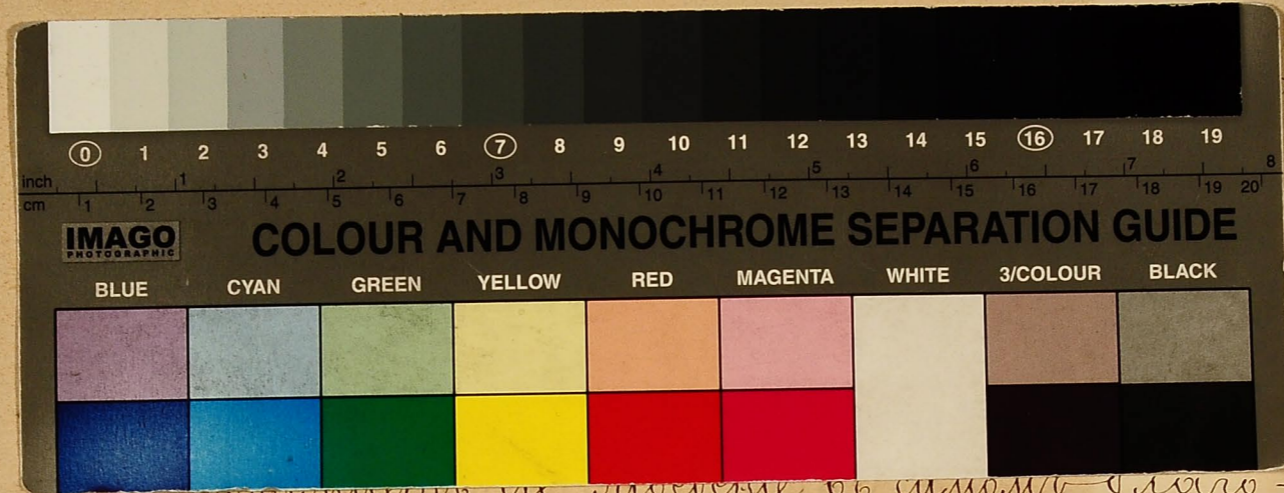 0 1 2 3 4 5 6 7 8 9 10 11 12 13 14 15 16 17 18 19
inch 1 2 3 4 5 6 7 8
cm 1 2 3 4 5 6 7 8 9 10 11 12 13 14 15 16 17 18 19 20
IMAGO
PHOTOGRAPHIC
COLOUR AND MONOCHROME SEPARATION GUIDE
BLUE CYAN GREEN YELLOW RED MAGENTA WHITE 3/COLOUR BLACK